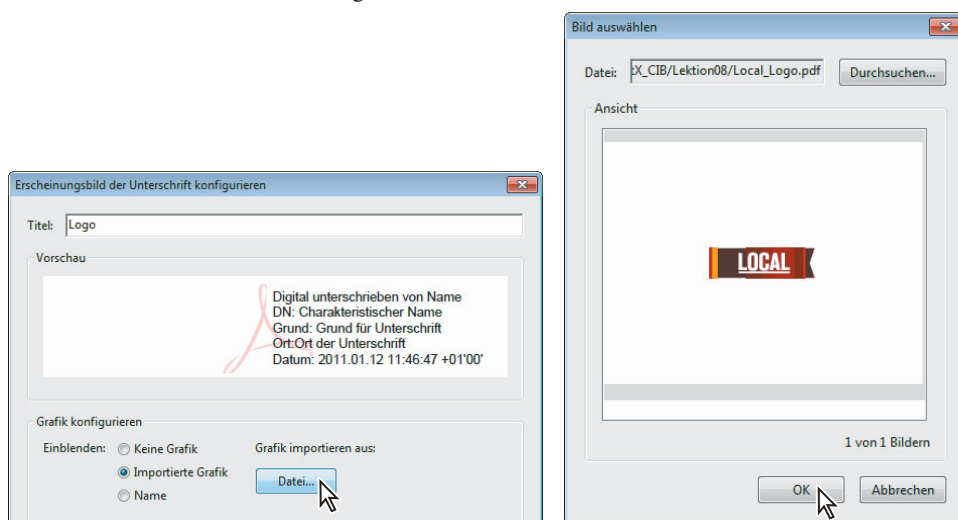 Erscheinungsbild der Unterschrift konfigurieren
Titel: Logo
Vorschau
Digital unterschrieben von Name
DN: Charakteristischer Name
Grund: Grund für Unterschrift
Ort:Ort der Unterschrift
Datum: 2011.01.12 11:46:47 +01'00'
Grafik konfigurieren
Einblenden: Keine Grafik Grafik importieren aus:
Importierte Grafik Datei...
Name
Bild auswählen
Datei: X_CIB/Lektion08/Local_Logo.pdf Durchsuchen...
Ansicht
LOCAL
1 von 1 Bildern
OK Abbrechen